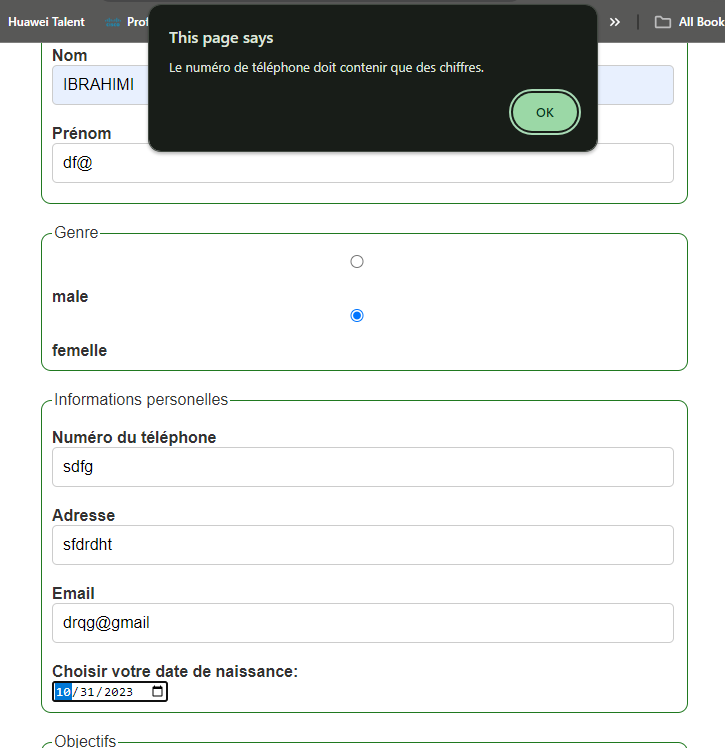 Huawei Talent
Prof
All Book
This page says
Le numéro de téléphone doit contenir que des chiffres.
OK
Nom
IBRAHIMI
Prénom
df@
Genre
male
femelle
Informations personelles
Numéro du téléphone
sdfg
Adresse
sfdrdht
Email
drqg@gmail
Choisir votre date de naissance:
10/31/2023
Objectifs